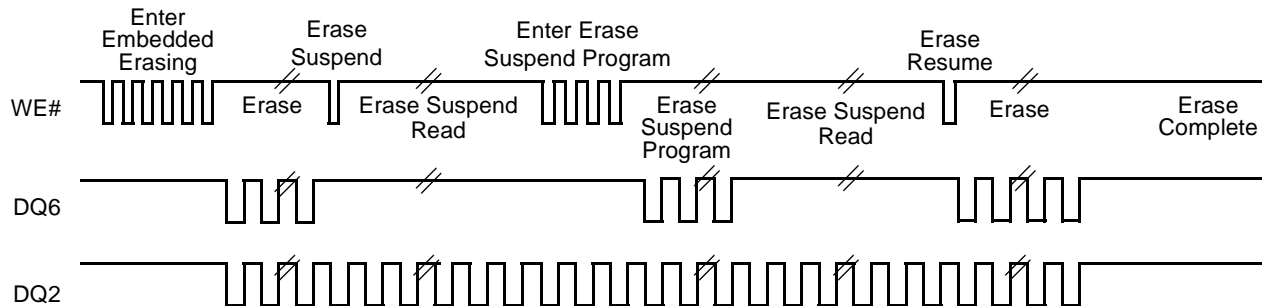 Enter
Embedded
Erasing
Erase
Suspend
Enter Erase
Suspend Program
Erase
Resume
WE#
Erase
Erase Suspend
Read
Erase
Suspend
Program
Erase Suspend
Read
Erase
Erase
Complete
DQ6
DQ2